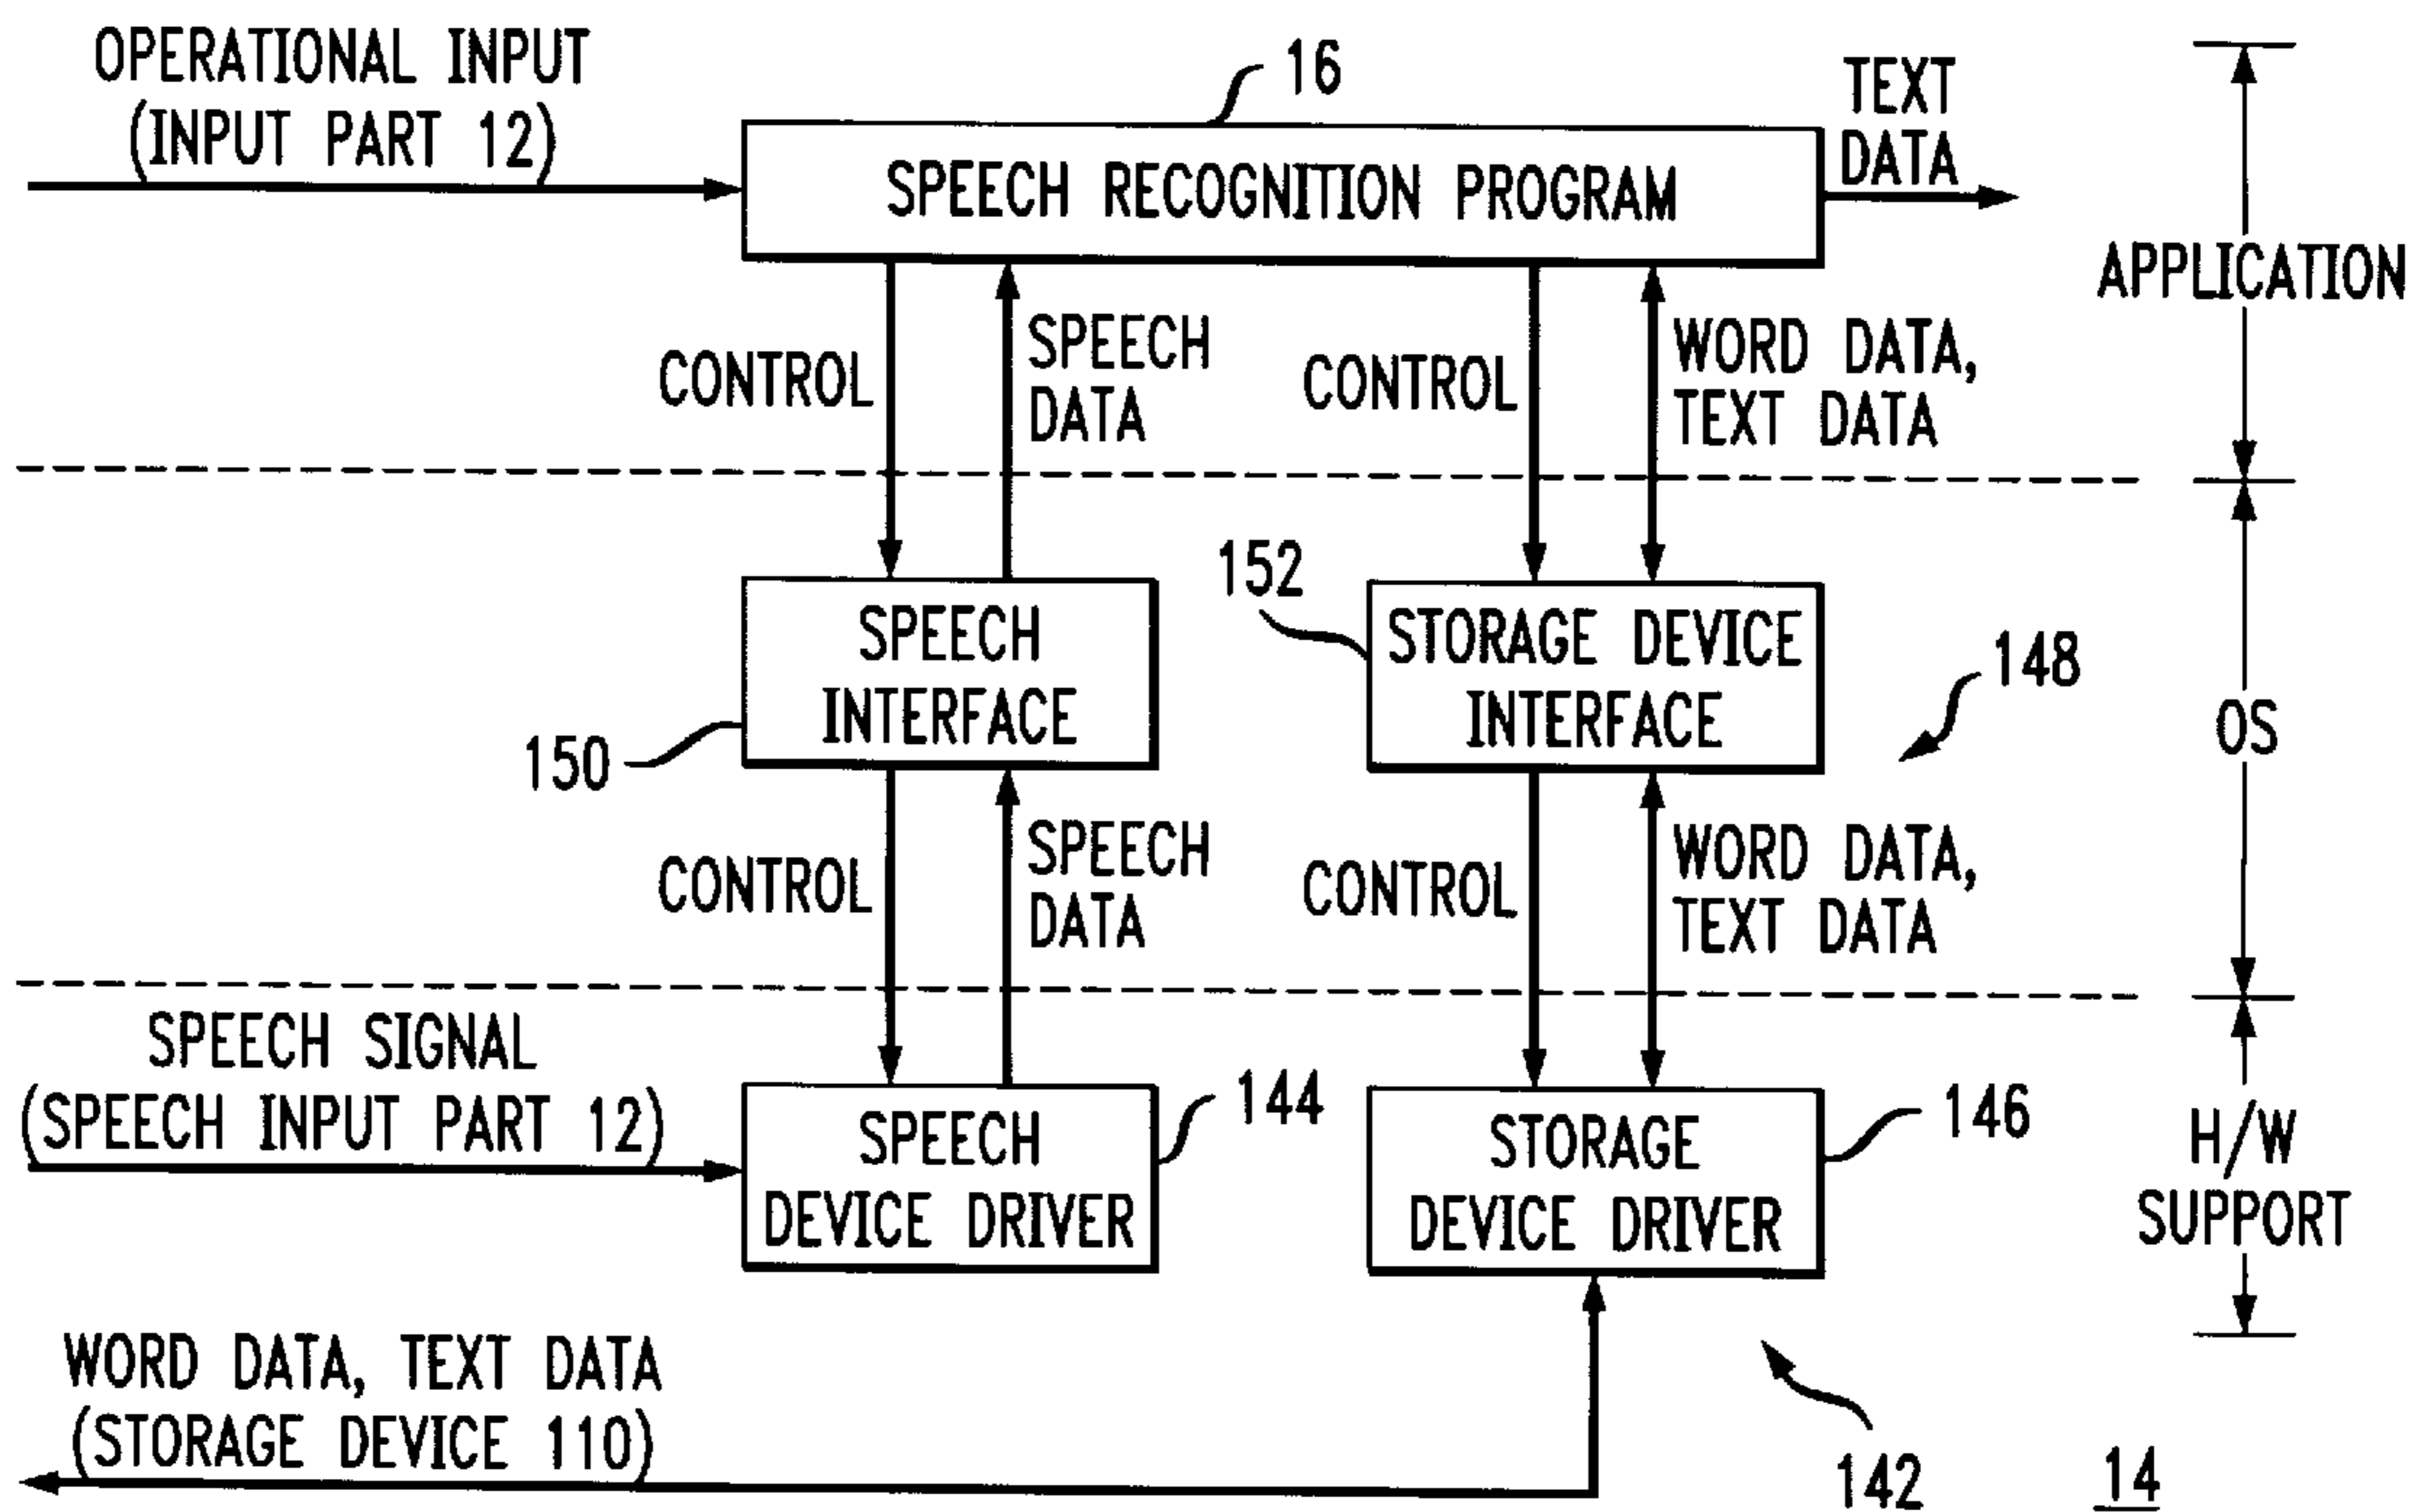 OPERATIONAL INPUT
(INPUT PART 12)
16
TEXT
DATA
SPEECH RECOGNITION PROGRAM
APPLICATION
CONTROL
SPEECH
DATA
CONTROL
WORD DATA,
TEXT DATA
152
SPEECH
INTERFACE
150
STORAGE DEVICE
INTERFACE
148
OS
CONTROL
SPEECH
DATA
CONTROL
WORD DATA,
TEXT DATA
SPEECH SIGNAL
(SPEECH INPUT PART 12)
SPEECH
DEVICE DRIVER
144
STORAGE
DEVICE DRIVER
146
H/W
SUPPORT
WORD DATA, TEXT DATA
(STORAGE DEVICE 110)
142
14